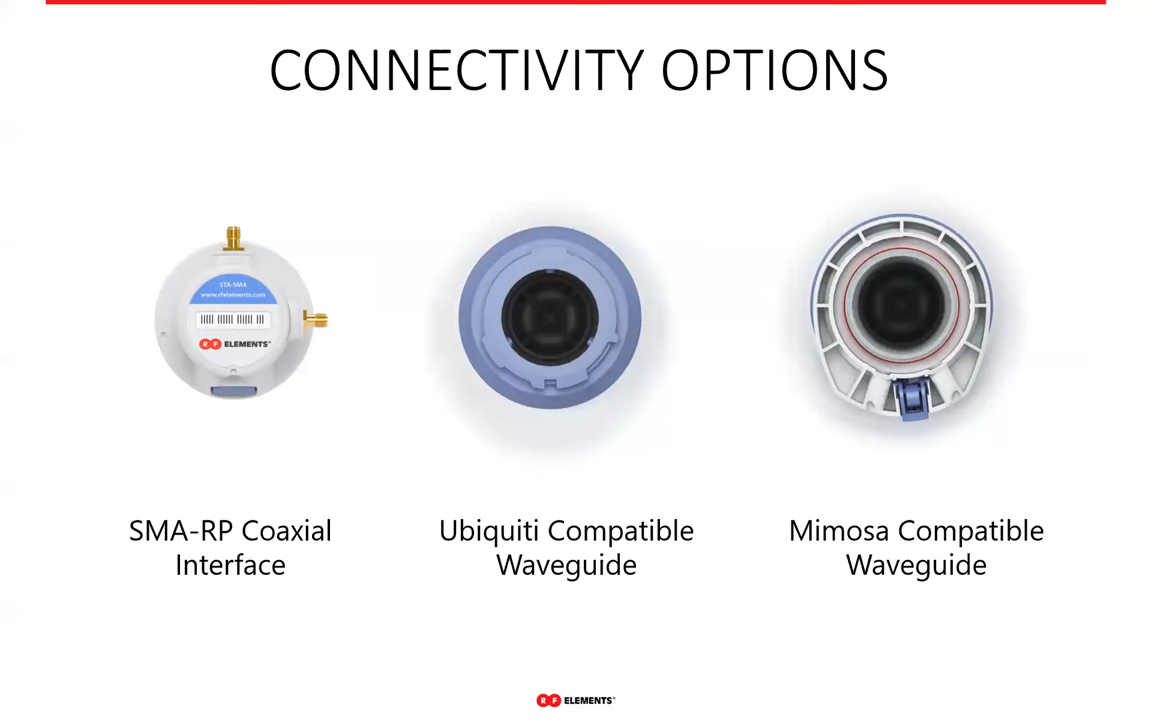 CONNECTIVITY OPTIONS
STA-SMA
www.rfelements.com
RF ELEMENTS®
SMA-RP Coaxial
Interface
Ubiquiti Compatible
Waveguide
Mimosa Compatible
Waveguide
RF ELEMENTS®